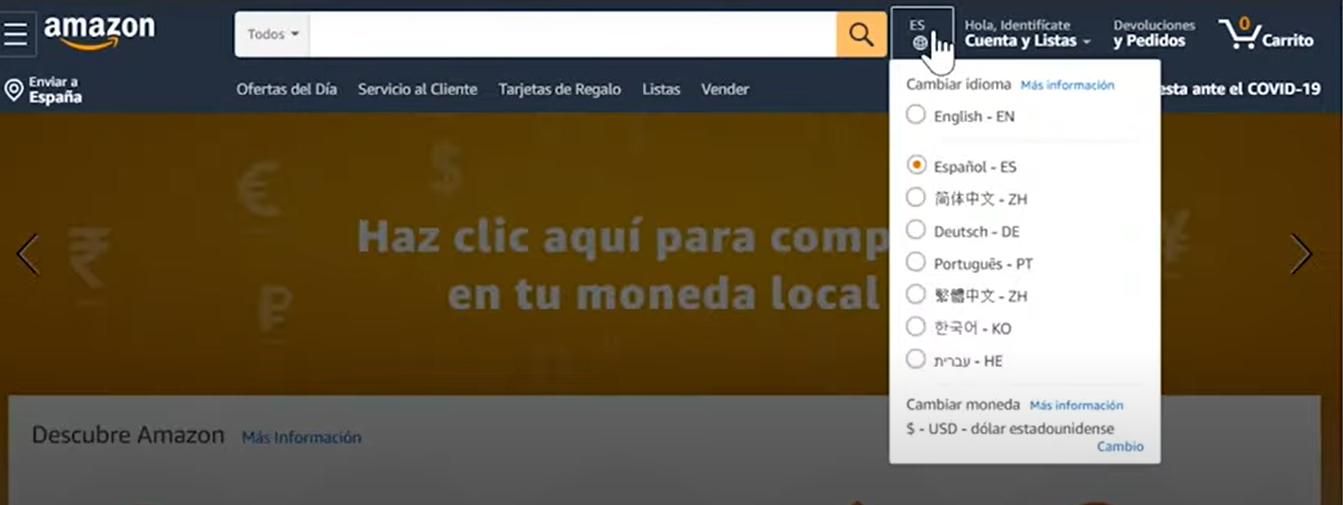 amazon
Todos
ES
Hola, Identifícate
Cuenta y Listas
Devoluciones
y Pedidos
0
Carrito
Enviar a
España
Ofertas del Día
Servicio al Cliente
Tarjetas de Regalo
Listas
Vender
esta ante el COVID-19
Cambiar idioma Más información
English - EN
Español - ES
简体中文 - ZH
Deutsch - DE
Português - PT
繁體中文 - ZH
한국어 - KO
עברית - HE
Cambiar moneda Más información
$ - USD - dólar estadounidense
Cambio
€
$
₹
₽
¥
Haz clic aquí para comp
en tu moneda local
Descubre Amazon Más Información